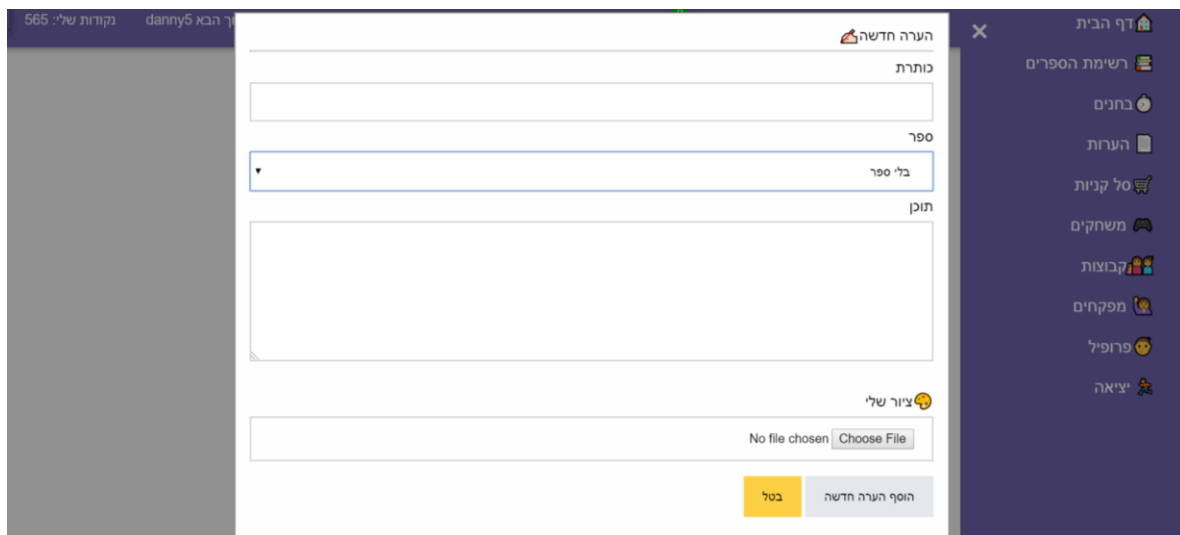 דף הבית
רשימת הספרים
בחנים
הערות
סל קניות
משחקים
קבוצות
מפקחים
פרופיל
יציאה
×
הבא danny5
נקודות שלי: 565
הערה חדשה
כותרת
ספר
בלי ספר
תוכן
ציור שלי
Choose File No file chosen
הוסף הערה חדשה
בטל